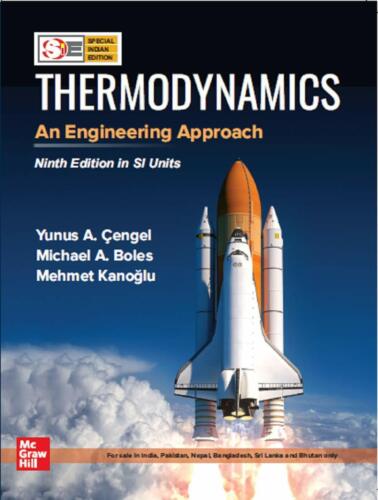 SIE
SPECIAL
INDIAN
EDITION
THERMODYNAMICS
An Engineering Approach
Ninth Edition in SI Units
Yunus A. Çengel
Michael A. Boles
Mehmet Kanoğlu
Mc
Graw
Hill
For sale in India, Pakistan, Nepal, Bangladesh, Sri Lanka and Bhutan only